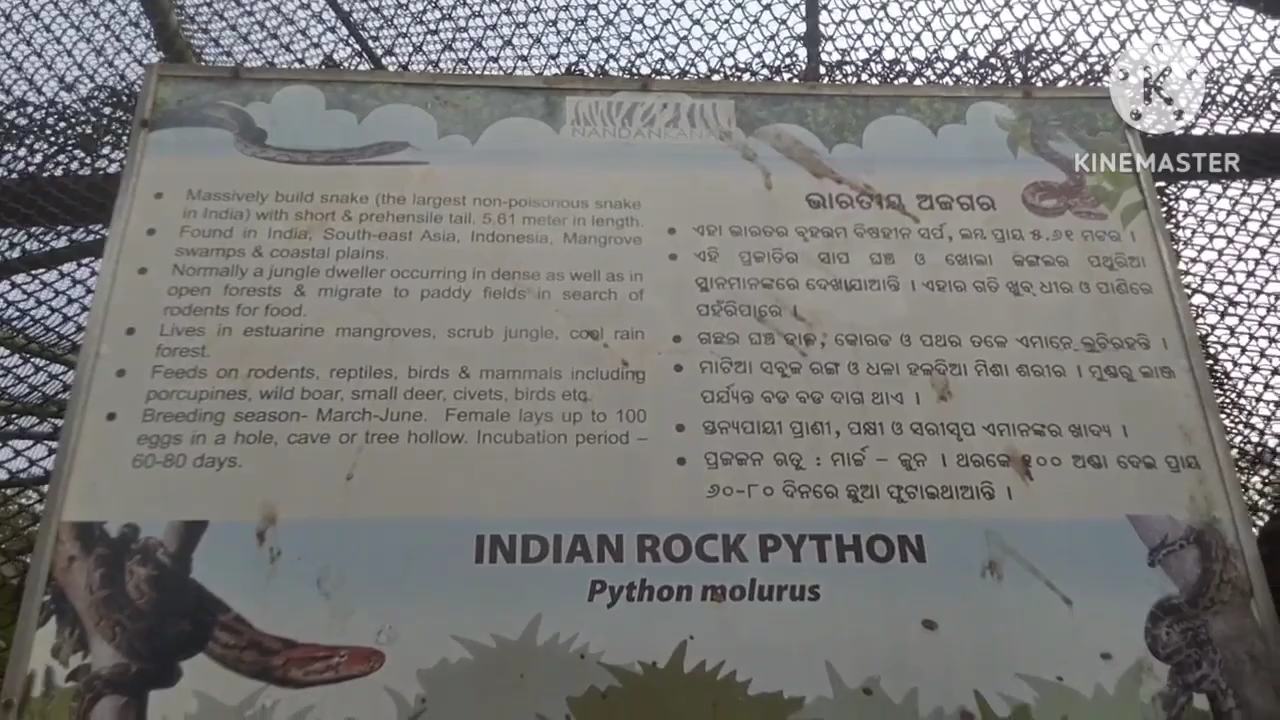 NANDANKANAN
KINEMASTER
• Massively build snake (the largest non-poisonous snake
in India) with short & prehensile tail, 5.61 meter in length.
• Found in India, South-east Asia, Indonesia, Mangrove
swamps & coastal plains.
• Normally a jungle dweller occurring in dense as well as in
open forests & migrate to paddy fields in search of
rodents for food.
• Lives in estuarine mangroves, scrub jungle, cool rain
forest.
• Feeds on rodents, reptiles, birds & mammals including
porcupines, wild boar, small deer, civets, birds etc.
• Breeding season- March-June. Female lays up to 100
eggs in a hole, cave or tree hollow. Incubation period –
60-80 days.
ଭାରତୀୟ ଅଜଗର
• ଏହା ଭାରତର ବୃହତ୍ତମ ବିଷହୀନ ସର୍ପ, ଲମ୍ବ ପ୍ରାୟ ୫.୬୧ ମିଟର ।
• ଏହି ପ୍ରଜାତିର ସାପ ଘଞ୍ଚ ଓ ଖୋଲା ଜଙ୍ଗଲର ପଥୁରିଆ
ସ୍ଥାନମାନଙ୍କରେ ଦେଖାଯାଆନ୍ତି । ଏହାର ଗତି ଖୁବ୍ ଧୀର ଓ ପାଣିରେ
ପହଁରିପାରେ ।
• ଗଛର ଘଞ୍ଚ ଡାଳ, କୋରଡ ଓ ପଥର ତଳେ ଏମାନେ ଲୁଚିରହନ୍ତି ।
• ମାଟିଆ ସବୁଜ ରଙ୍ଗ ଓ ଧଳା ହଳଦିଆ ମିଶା ଶରୀର । ମୁଣ୍ଡରୁ ଲାଞ୍ଜ
ପର୍ଯ୍ୟନ୍ତ ବଡ ବଡ ଦାଗ ଥାଏ ।
• ସ୍ତନ୍ୟପାୟୀ ପ୍ରାଣୀ, ପକ୍ଷୀ ଓ ସରୀସୃପ ଏମାନଙ୍କର ଖାଦ୍ୟ ।
• ପ୍ରଜନନ ଋତୁ : ମାର୍ଚ୍ଚ – ଜୁନ । ଥରକେ ୧୦୦ ଅଣ୍ଡା ଦେଇ ପ୍ରାୟ
୬୦-୮୦ ଦିନରେ ଛୁଆ ଫୁଟାଇଥାଆନ୍ତି ।
INDIAN ROCK PYTHON
Python molurus